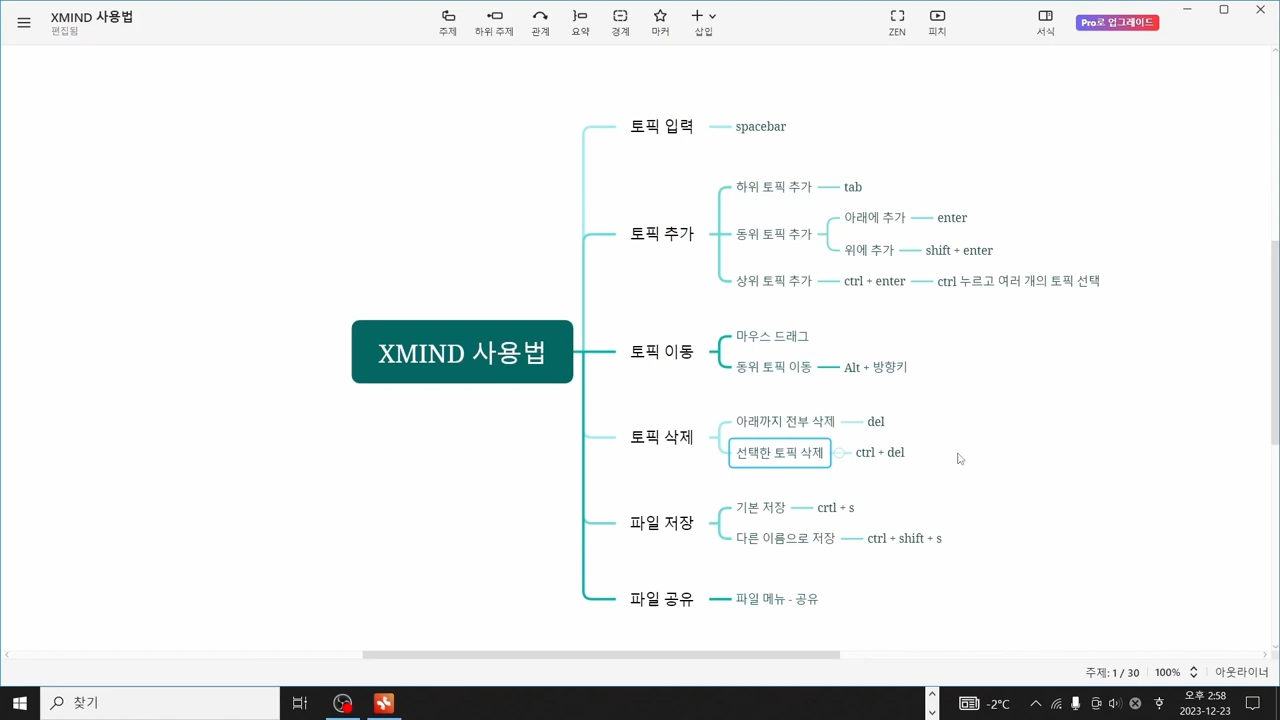 XMIND 사용법
편집됨
주제
하위 주제
관계
요약
경계
마커
삽입
ZEN
피치
서식
Pro로 업그레이드
토픽 입력
spacebar
토픽 추가
하위 토픽 추가
tab
동위 토픽 추가
아래에 추가
enter
위에 추가
shift + enter
상위 토픽 추가
ctrl + enter
ctrl 누르고 여러 개의 토픽 선택
XMIND 사용법
토픽 이동
마우스 드래그
동위 토픽 이동
Alt + 방향키
토픽 삭제
아래까지 전부 삭제
del
선택한 토픽 삭제
ctrl + del
파일 저장
기본 저장
crtl + s
다른 이름으로 저장
ctrl + shift + s
파일 공유
파일 메뉴 - 공유
주제: 1 / 30
100%
아웃라이너
찾기
-2°C
오후 2:58
2023-12-23